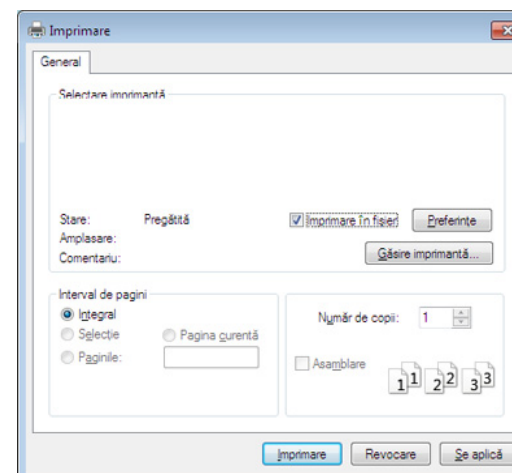 Imprimare
General
Selectare imprimantă
Stare: Pregătită
Imprimare în fișier
Preferințe
Amplasare:
Comentariu:
Găsire imprimantă...
Interval de pagini
Integral
Selecție
Pagina curentă
Paginile:
Număr de copii: 1
Asamblare
1 1 2 2 3 3
Imprimare Revocare Se aplică